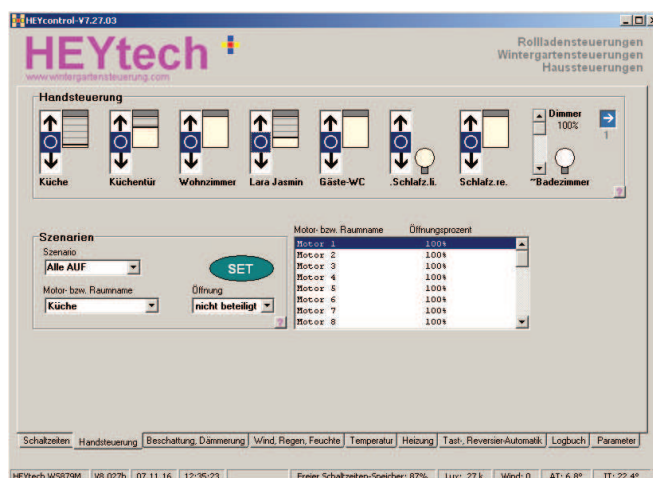 HEYcontrol-V7.27.03
HEYtech
www.wintergartensteuerung.com
Rollladensteuerungen
Wintergartensteuerungen
Haussteuerungen
Handsteuerung
Dimmer
100%
1
Küche Küchentür Wohnzimmer Lara Jasmin Gäste-WC .Schlafz.li. Schlafz.re. ~Badezimmer
?
Szenarien
Szenario
Alle AUF
SET
Motor- bzw. Raumname Öffnung
Küche nicht beteiligt
?
Motor- bzw. Raumname Öffnungsprozent
Motor 1 100%
Motor 2 100%
Motor 3 100%
Motor 4 100%
Motor 5 100%
Motor 6 100%
Motor 7 100%
Motor 8 100%
Schaltzeiten Handsteuerung Beschattung, Dämmerung Wind, Regen, Feuchte Temperatur Heizung Tast-, Reversier-Automatik Logbuch Parameter
HEYtech WS879M V8.027b 07.11.16 12:35:23 Freier Schaltzeiten-Speicher: 87% Lux: 27 k Wind: 0 AT: 6.8° IT: 22.4°